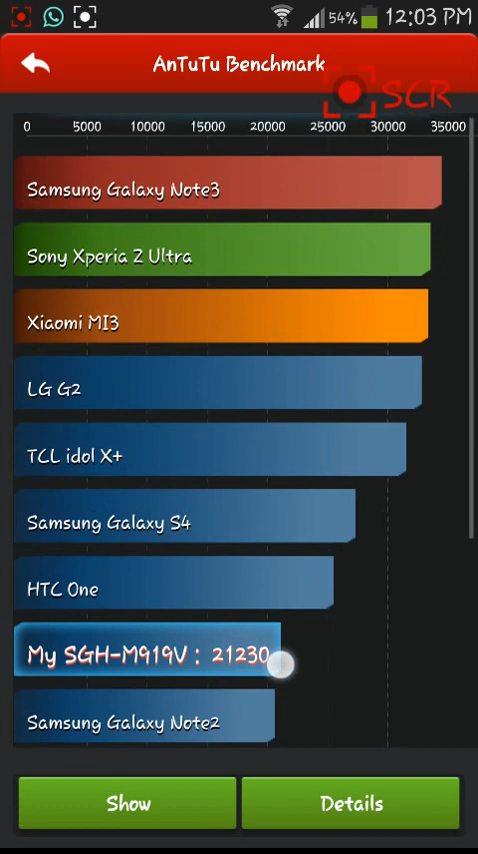 54% 12:03 PM
AnTuTu Benchmark
SCR
0 5000 10000 15000 20000 25000 30000 35000
Samsung Galaxy Note3
Sony Xperia Z Ultra
Xiaomi MI3
LG G2
TCL idol X+
Samsung Galaxy S4
HTC One
My SGH-M919V : 21230
Samsung Galaxy Note2
Show Details